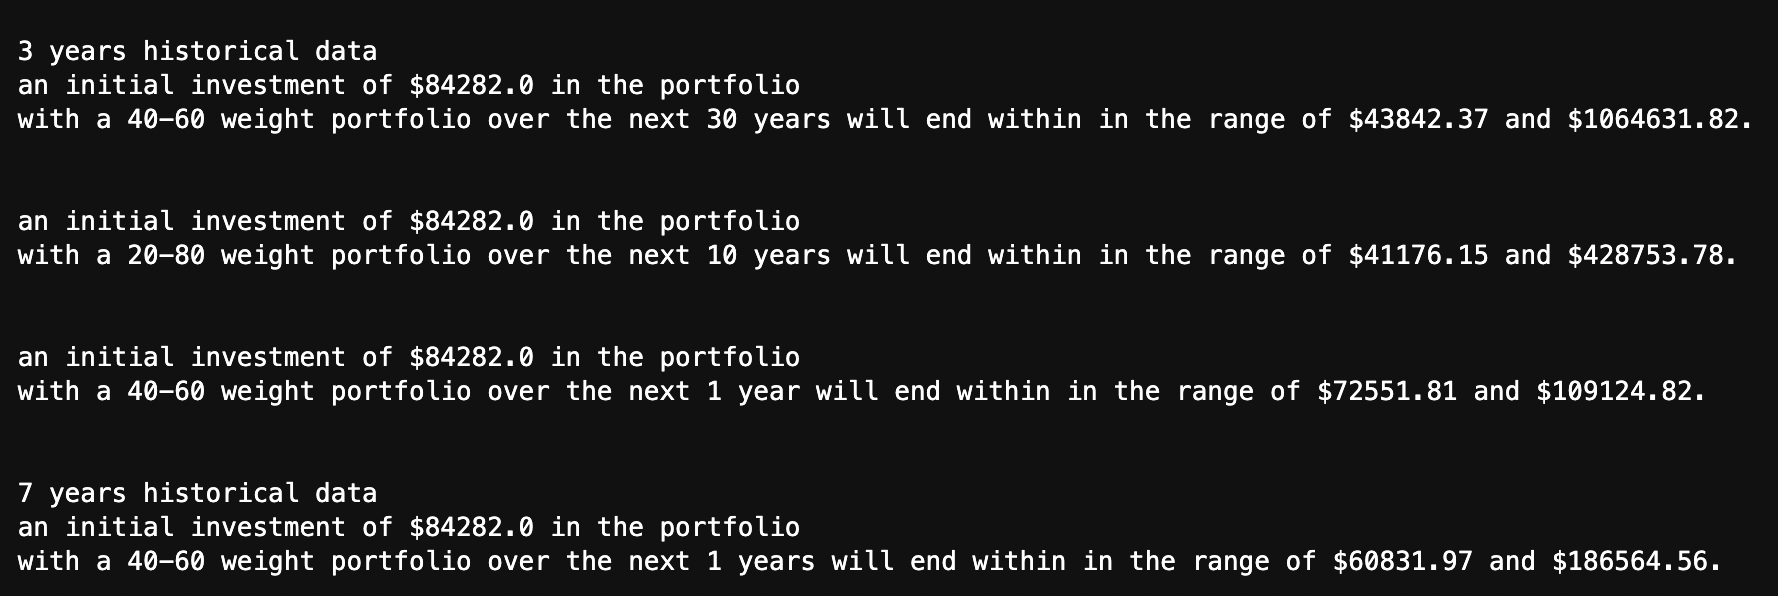 3 years historical data
an initial investment of $84282.0 in the portfolio
with a 40-60 weight portfolio over the next 30 years will end within in the range of $43842.37 and $1064631.82.
an initial investment of $84282.0 in the portfolio
with a 20-80 weight portfolio over the next 10 years will end within in the range of $41176.15 and $428753.78.
an initial investment of $84282.0 in the portfolio
with a 40-60 weight portfolio over the next 1 year will end within in the range of $72551.81 and $109124.82.
7 years historical data
an initial investment of $84282.0 in the portfolio
with a 40-60 weight portfolio over the next 1 years will end within in the range of $60831.97 and $186564.56.